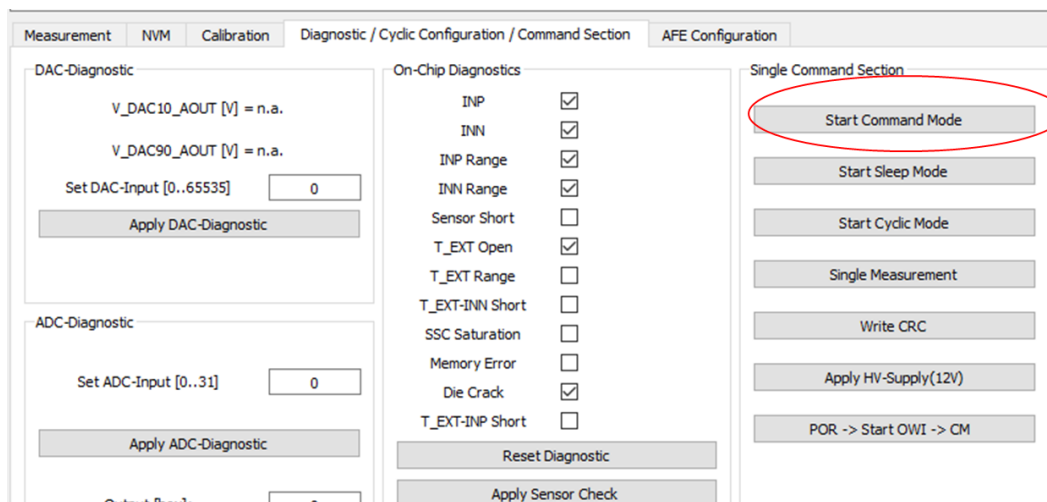 Measurement
NVM
Calibration
Diagnostic / Cyclic Configuration / Command Section
AFE Configuration
DAC-Diagnostic
V_DAC10_AOUT [V] = n.a.
V_DAC90_AOUT [V] = n.a.
Set DAC-Input [0..65535]
0
Apply DAC-Diagnostic
ADC-Diagnostic
Set ADC-Input [0..31]
0
Apply ADC-Diagnostic
On-Chip Diagnostics
INP
INN
INP Range
INN Range
Sensor Short
T_EXT Open
T_EXT Range
T_EXT-INN Short
SSC Saturation
Memory Error
Die Crack
T_EXT-INP Short
Reset Diagnostic
Apply Sensor Check
Single Command Section
Start Command Mode
Start Sleep Mode
Start Cyclic Mode
Single Measurement
Write CRC
Apply HV-Supply(12V)
POR -> Start OWI -> CM